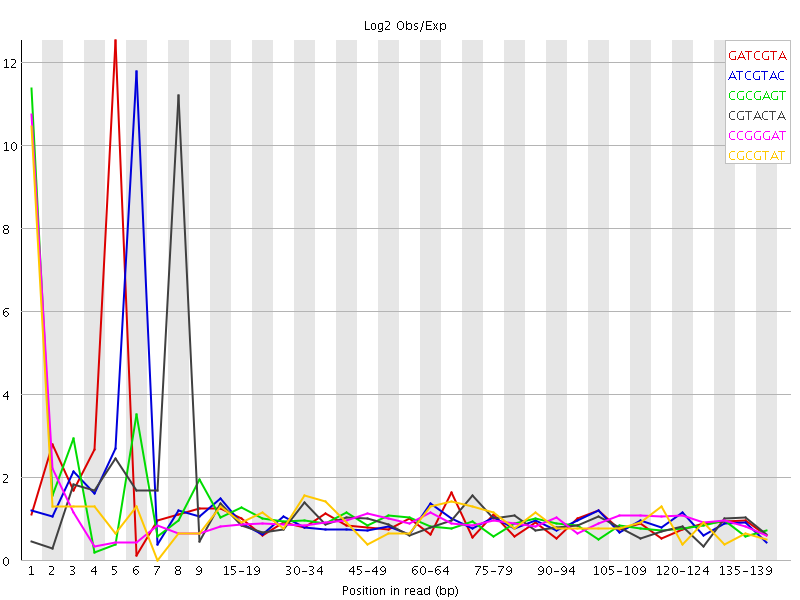 Log2 Obs/Exp
GATCGTA
ATCGTAC
CGCGAGT
CGTACTA
CCGGGAT
CGCGTAT
12
10
8
6
4
2
0
1 2 3 4 5 6 7 8 9 15-19 30-34 45-49 60-64 75-79 90-94 105-109 120-124 135-139
Position in read (bp)